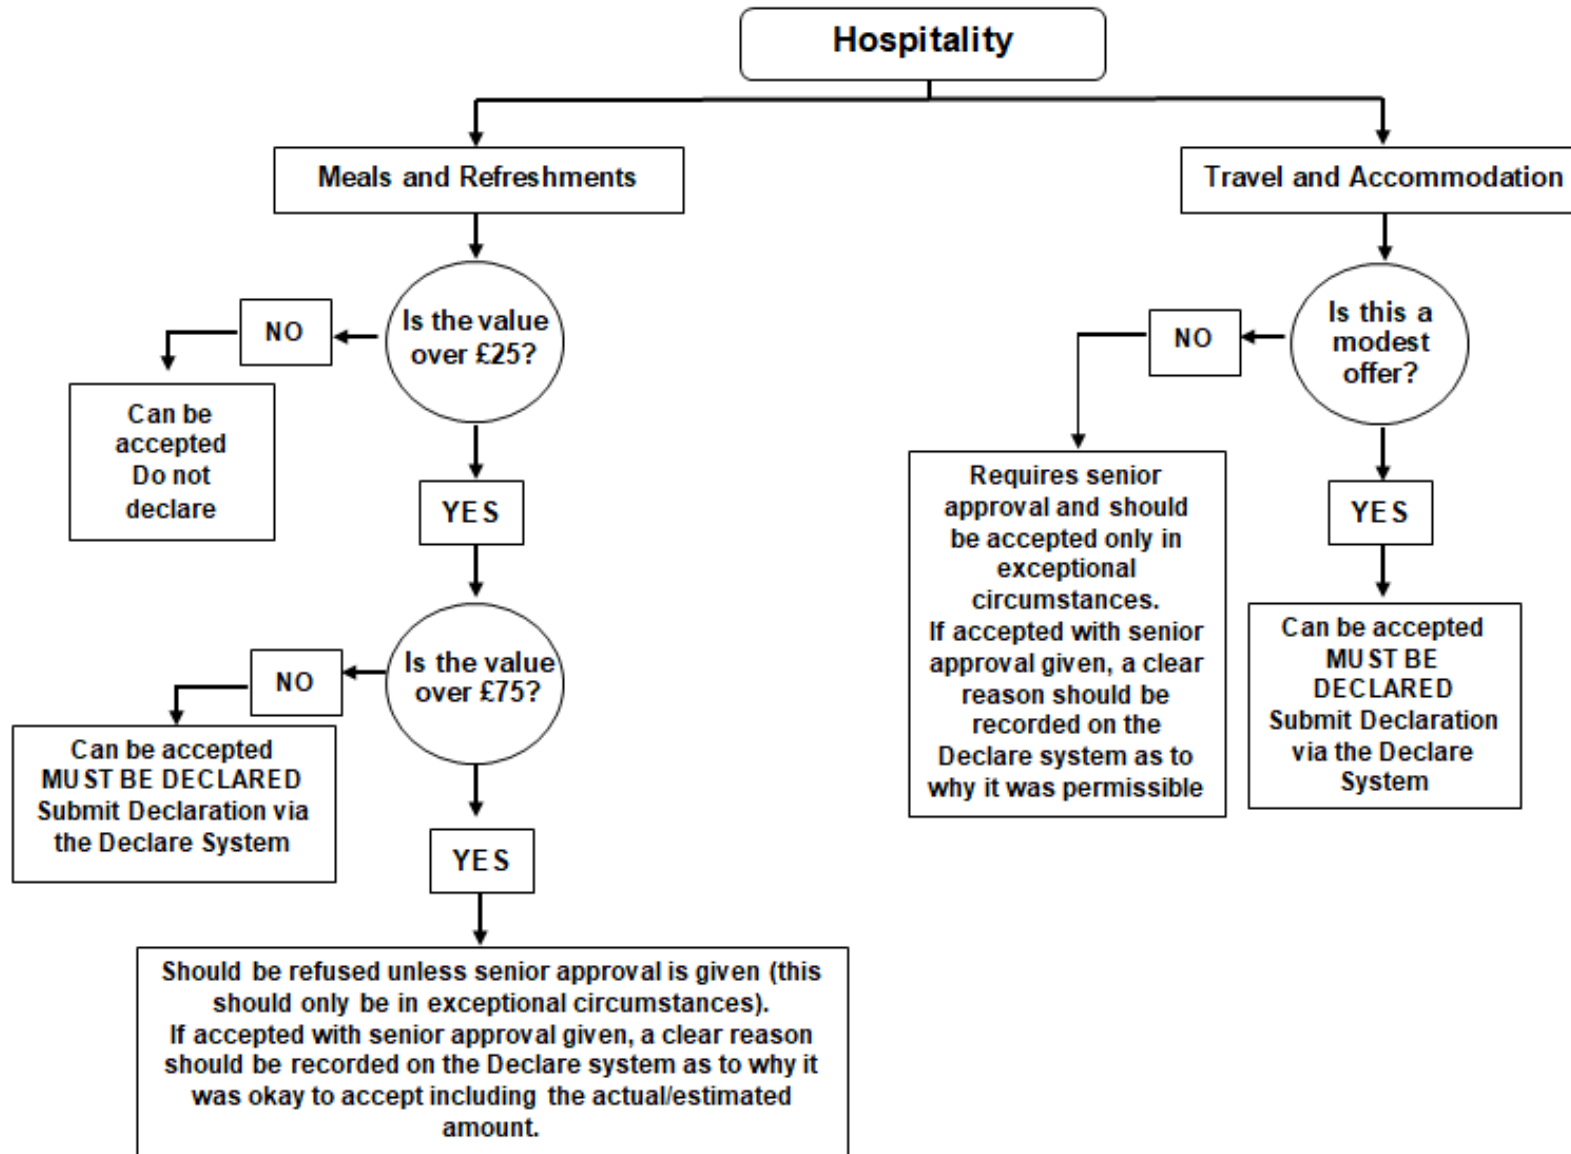 Hospitality
Meals and Refreshments
Travel and Accommodation
Is the value
over £25?
NO
Can be
accepted
Do not
declare
YES
Is the value
over £75?
NO
Can be accepted
MUST BE DECLARED
Submit Declaration via
the Declare System
YES
Should be refused unless senior approval is given (this
should only be in exceptional circumstances).
If accepted with senior approval given, a clear reason
should be recorded on the Declare system as to why it
was okay to accept including the actual/estimated
amount.
Is this a
modest
offer?
NO
Requires senior
approval and should
be accepted only in
exceptional
circumstances.
If accepted with senior
approval given, a clear
reason should be
recorded on the
Declare system as to
why it was permissible
YES
Can be accepted
MUST BE
DECLARED
Submit Declaration
via the Declare
System